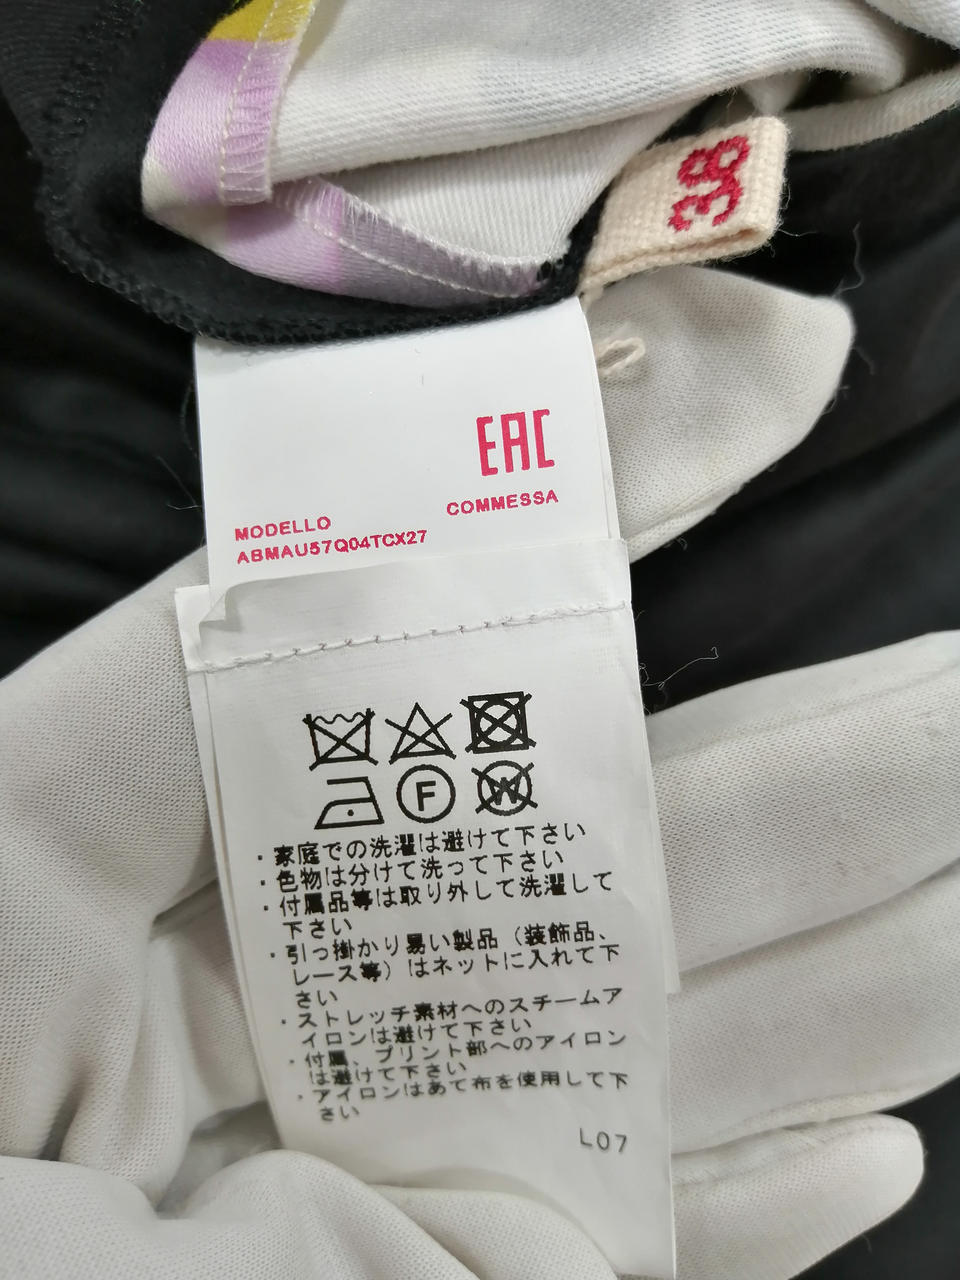 38
EAC
MODELLO
COMMESSA
ABMAU57Q04TCX27
F
W
・家庭での洗濯は避けて下さい
・色物は分けて洗って下さい
・付属品等は取り外して洗濯して
下さい
・引っ掛かり易い製品（装飾品、
レース等）はネットに入れて下
さい
・ストレッチ素材へのスチームア
イロンは避けて下さい
・付属、プリント部へのアイロン
は避けて下さい
・アイロンはあて布を使用して下
さい
L07